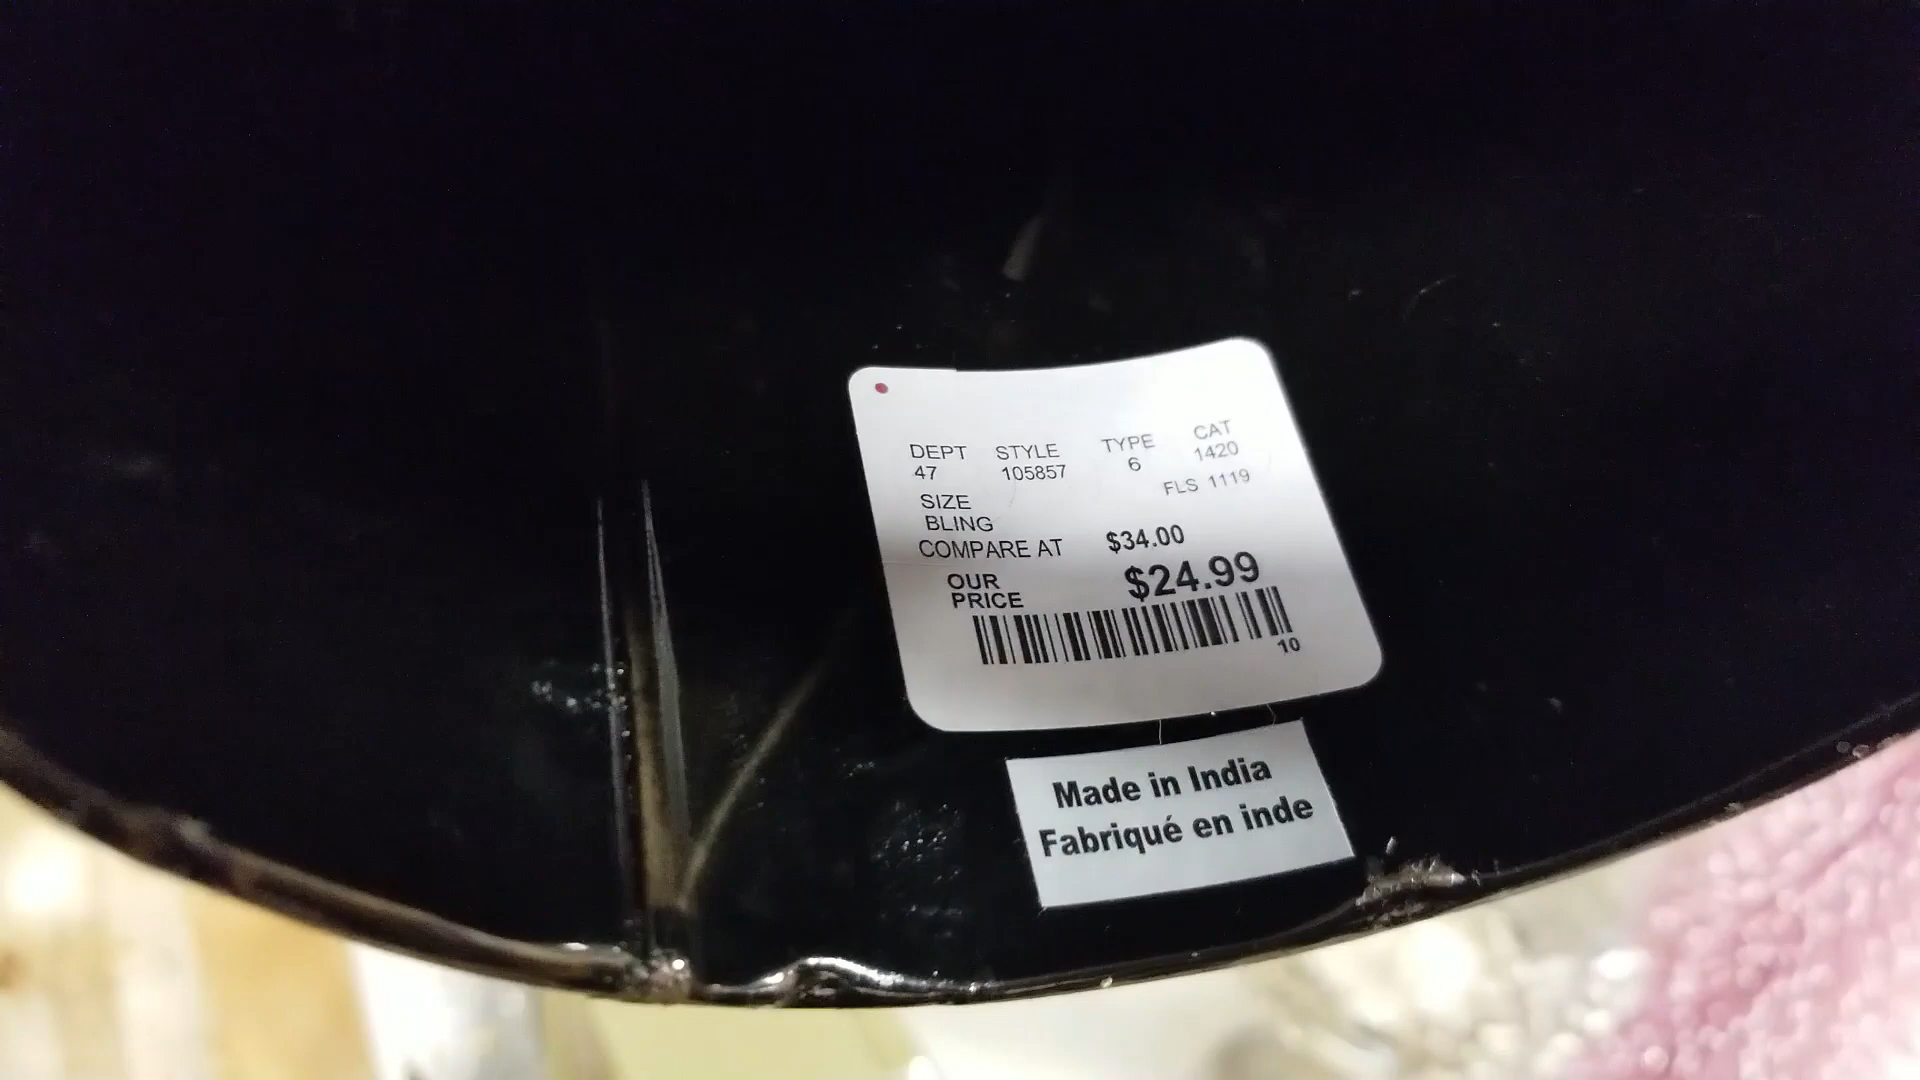 DEPT STYLE TYPE CAT
47 105857 6 1420
SIZE FLS 1119
BLING
COMPARE AT $34.00
OUR PRICE $24.99
10
Made in India
Fabriqué en inde